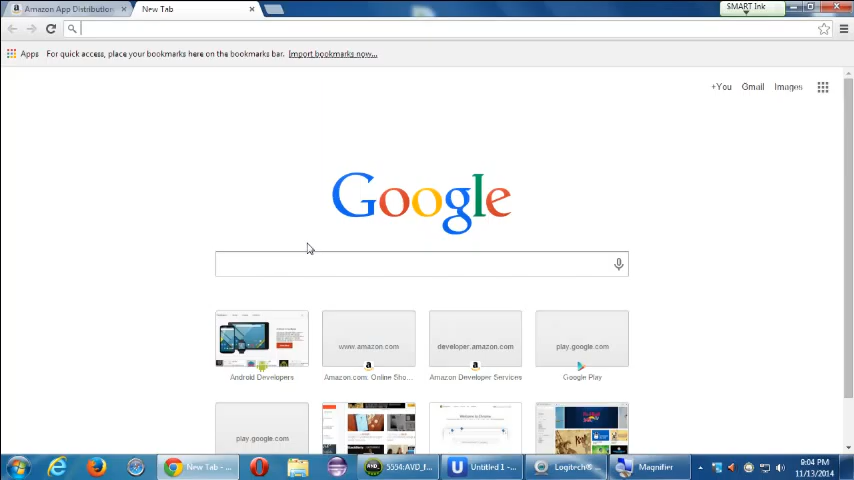 Amazon App Distribution
New Tab
SMART Ink
Apps
For quick access, place your bookmarks here on the bookmarks bar.
Import bookmarks now...
+You
Gmail
Images
Google
www.amazon.com
developer.amazon.com
play.google.com
Android Developers
Amazon.com: Online Sho...
Amazon Developer Services
Google Play
play.google.com
New Tab - ...
5554:AVD_f...
Untitled 1 -...
Logitech® ...
Magnifier
9:04 PM
11/13/2014